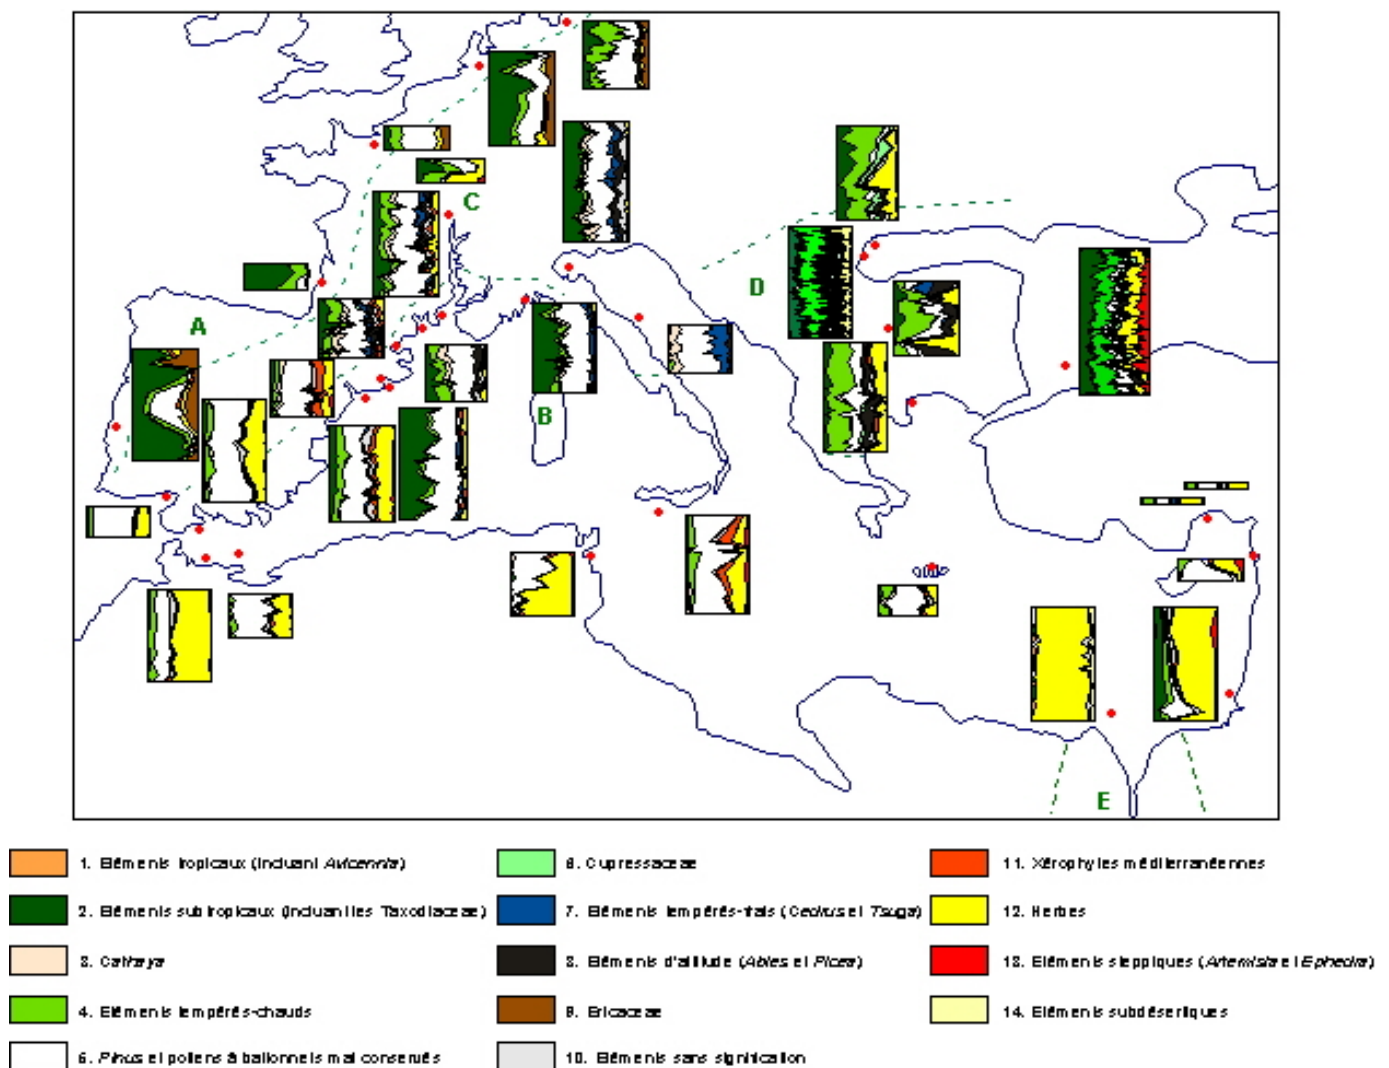 C
A
D
B
E
1. Eléments tropicaux (incluant Avicennia)
2. Eléments subtropicaux (incluant les Taxodiaceae)
3. Cathaya
4. Eléments tempérés-chauds
5. Pinus et pollens à ballonnets mal conservés
6. Cupressaceae
7. Eléments tempérés-frais (Cedrus et Tsuga)
8. Eléments d'altitude (Abies et Picea)
9. Ericaceae
10. Eléments sans signification
11. Xérophytes méditerranéennes
12. Herbes
13. Eléments steppiques (Artemisia et Ephedra)
14. Eléments subdésertiques